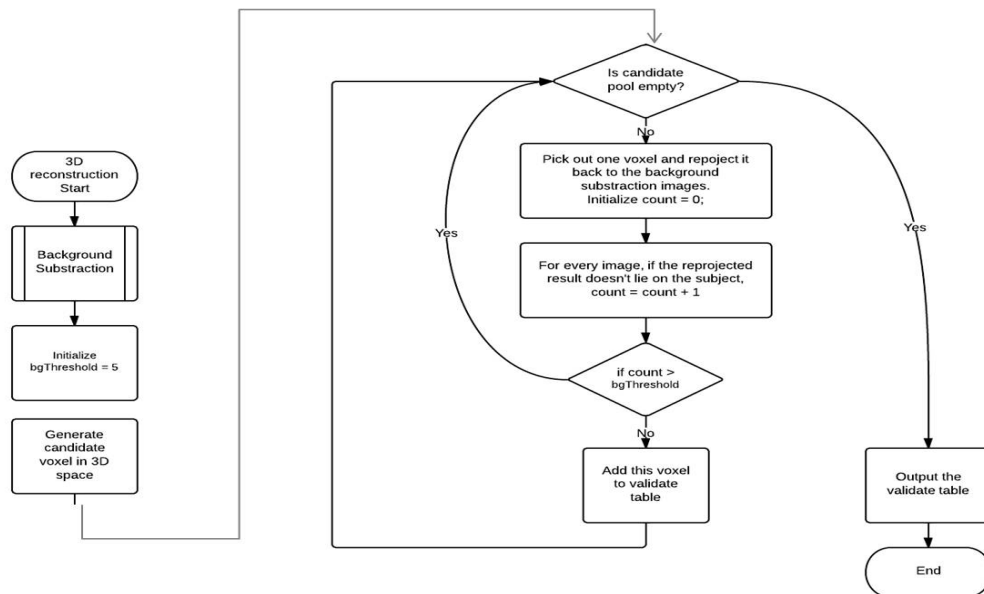 3D
reconstruction
Start
Background
Substraction
Initialize
bgThreshold = 5
Generate
candidate
voxel in 3D
space
Is candidate
pool empty?
No
Pick out one voxel and repoject it
back to the background
substraction images.
Initialize count = 0;
For every image, if the reprojected
result doesn't lie on the subject,
count = count + 1
if count >
bgThreshold
Yes
No
Add this voxel
to validate
table
Yes
Output the
validate table
End